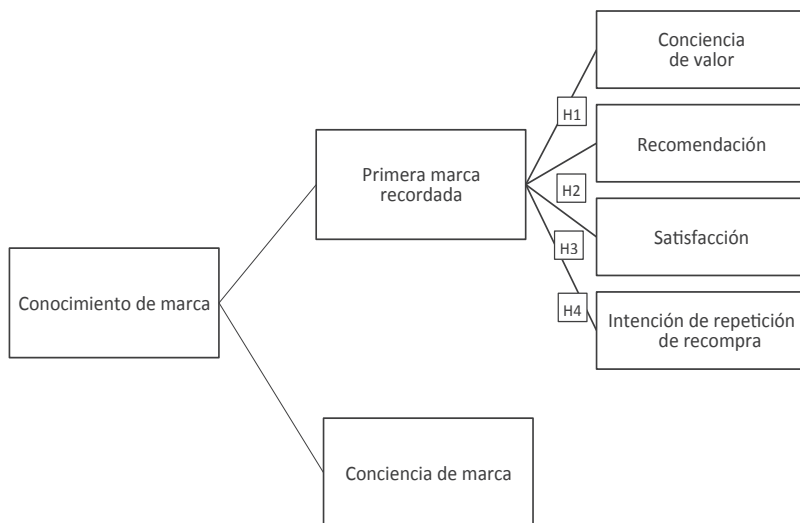 Conciencia
de valor
H1
Recomendación
Primera marca
recordada
H2
Satisfacción
H3
Conocimiento de marca
H4
Intención de repetición
de recompra
Conciencia de marca